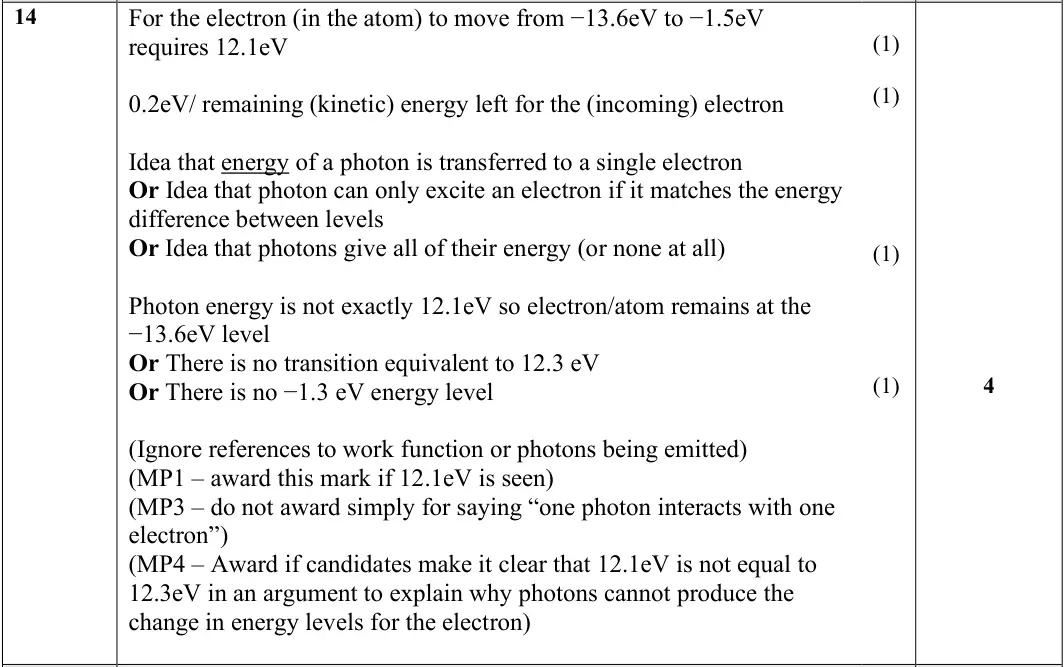 14
For the electron (in the atom) to move from −13.6eV to −1.5eV
requires 12.1eV (1)
0.2eV/ remaining (kinetic) energy left for the (incoming) electron (1)
Idea that energy of a photon is transferred to a single electron
Or Idea that photon can only excite an electron if it matches the energy
difference between levels
Or Idea that photons give all of their energy (or none at all) (1)
Photon energy is not exactly 12.1eV so electron/atom remains at the
−13.6eV level
Or There is no transition equivalent to 12.3 eV
Or There is no −1.3 eV energy level (1) 4
(Ignore references to work function or photons being emitted)
(MP1 – award this mark if 12.1eV is seen)
(MP3 – do not award simply for saying “one photon interacts with one
electron”)
(MP4 – Award if candidates make it clear that 12.1eV is not equal to
12.3eV in an argument to explain why photons cannot produce the
change in energy levels for the electron)